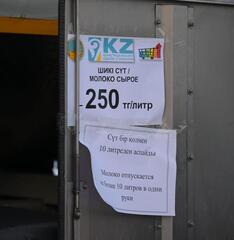 KZ
ШИКІ СҮТ /
МОЛОКО СЫРОЕ
250 тг/литр
Сүт бір қолмен
10 литрден аспайды
Молоко отпускается
не более 10 литров в одни
руки